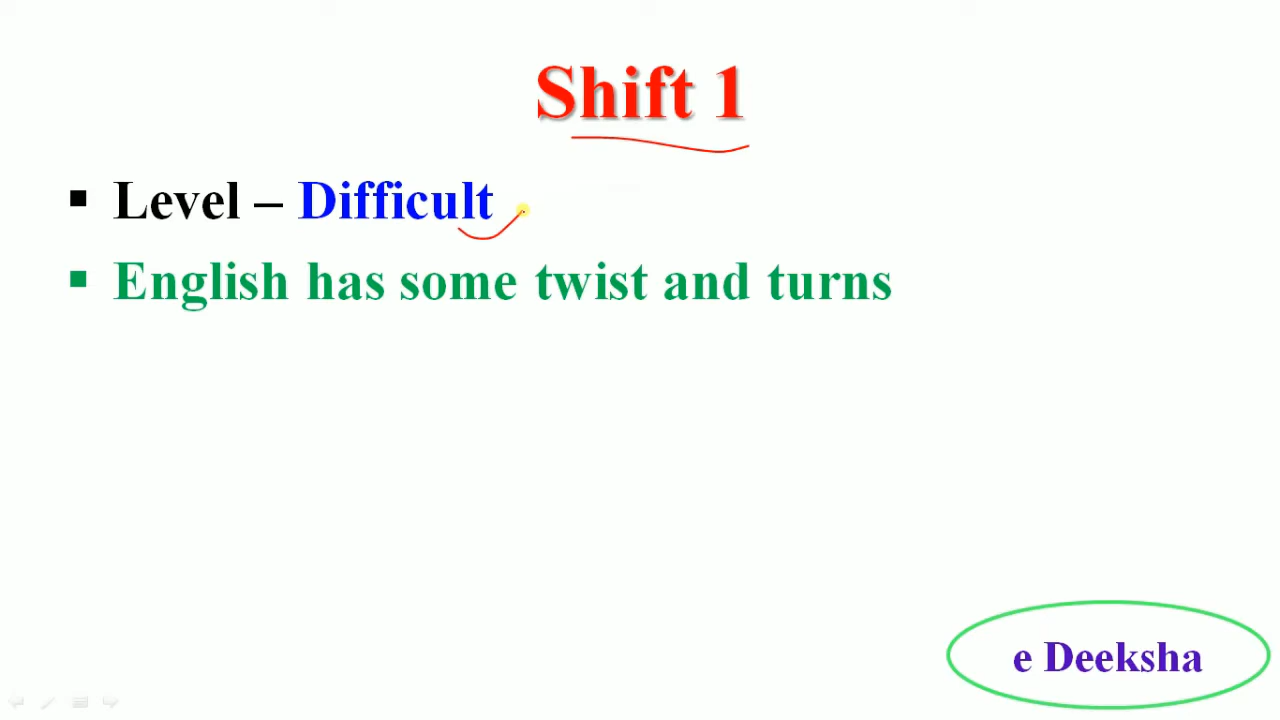 Shift 1
▪ Level – Difficult
▪ English has some twist and turns
e Deeksha